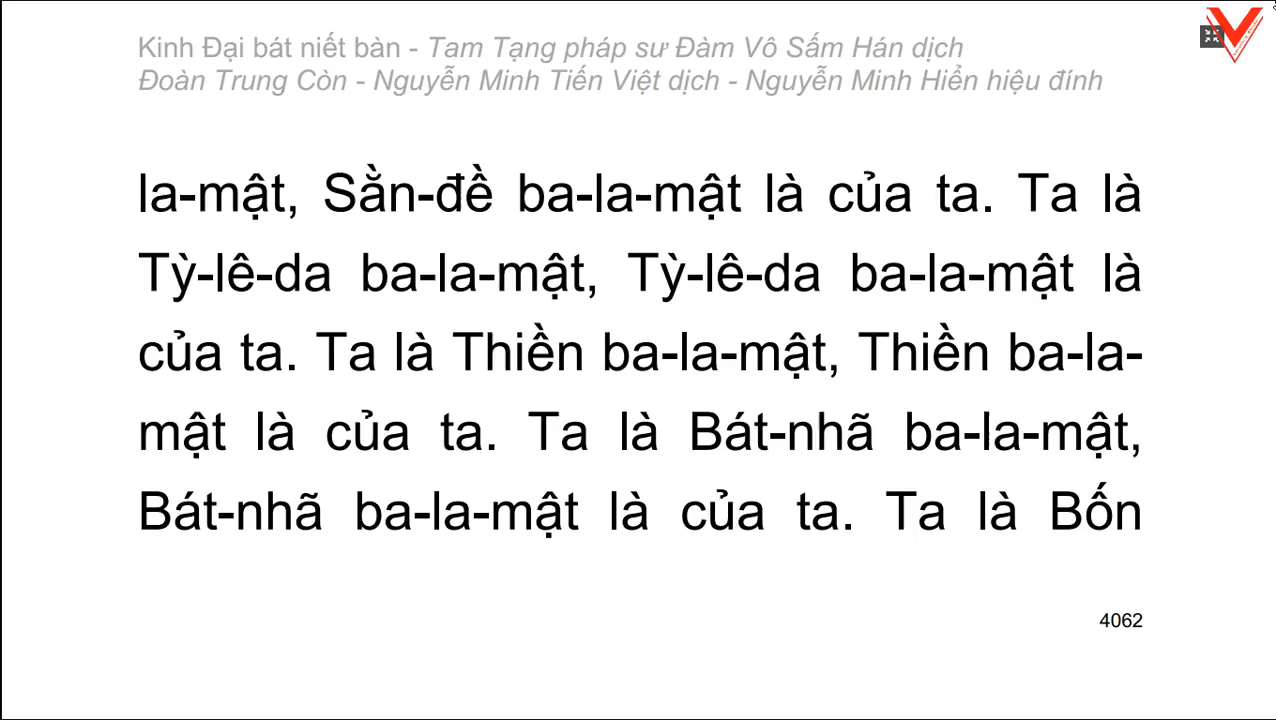 Kinh Đại bát niết bàn - Tam Tạng pháp sư Đàm Vô Sấm Hán dịch
Đoàn Trung Còn - Nguyễn Minh Tiến Việt dịch - Nguyễn Minh Hiển hiệu đính
la-mật, Sằn-đề ba-la-mật là của ta. Ta là
Tỳ-lê-da ba-la-mật, Tỳ-lê-da ba-la-mật là
của ta. Ta là Thiền ba-la-mật, Thiền ba-la-
mật là của ta. Ta là Bát-nhã ba-la-mật,
Bát-nhã ba-la-mật là của ta. Ta là Bốn
4062